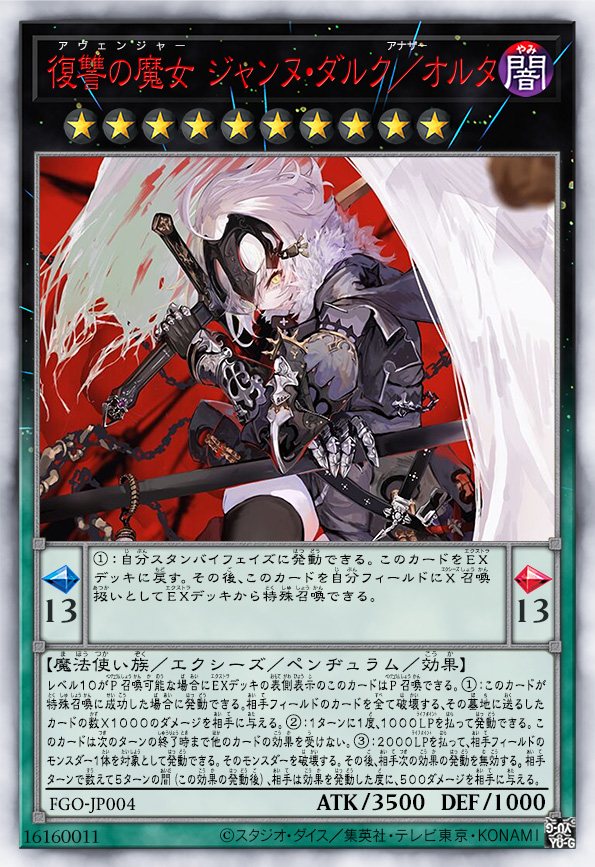 アヴェンジャー アナザー
復讐の魔女 ジャンヌ・ダルク／オルタ
やみ
闇
①：自分スタンバイフェイズに発動できる。このカードをEX
デッキに戻す。その後、このカードを自分フィールドにX召喚
扱いとしてEXデッキから特殊召喚できる。
13 13
【魔法使い族／エクシーズ／ペンデュラム／効果】
レベル10がP召喚可能な場合にEXデッキの表側表示のこのカードはP召喚できる。①：このカードが
特殊召喚に成功した場合に発動できる。相手フィールドのカードを全て破壊する、その墓地に送るした
カードの数X1000のダメージを相手に与える。②：1ターンに1度、1000LPを払って発動できる。こ
のカードは次のターンの終了時まで他のカードの効果を受けない。③：2000LPを払って、相手フィールドの
モンスター1体を対象として発動できる。そのモンスターを破壊する。その後、相手次の効果の発動を無効する。相手
ターンで数えて5ターンの間（この効果の発動後）、相手は効果を発動した度に、500ダメージを相手に与える。
FGO-JP004 ATK/3500 DEF/1000
16160011 ©スタジオ・ダイス／集英社・テレビ東京・KONAMI